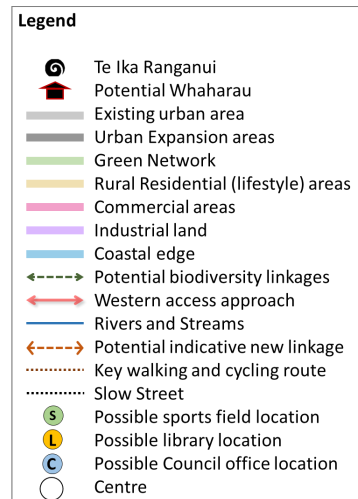 Legend
Te Ika Ranganui
Potential Whaharau
Existing urban area
Urban Expansion areas
Green Network
Rural Residential (lifestyle) areas
Commercial areas
Industrial land
Coastal edge
Potential biodiversity linkages
Western access approach
Rivers and Streams
Potential indicative new linkage
Key walking and cycling route
Slow Street
S Possible sports field location
L Possible library location
C Possible Council office location
Centre